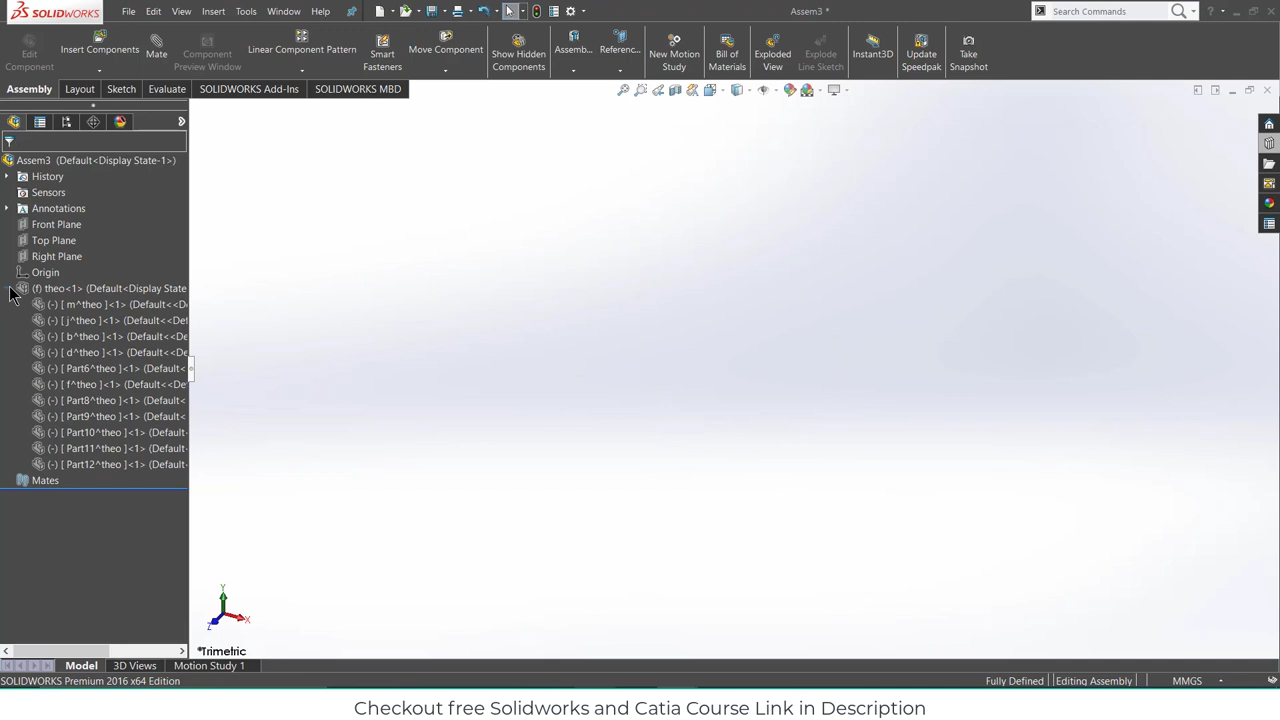 SOLIDWORKS File Edit View Insert Tools Window Help Assem3 * Search Commands ?
Edit Component
Insert Components
Mate
Component Preview Window
Linear Component Pattern
Smart Fasteners
Move Component
Show Hidden Components
Assemb...
Referenc...
New Motion Study
Bill of Materials
Exploded View
Explode Line Sketch
Instant3D
Update Speedpak
Take Snapshot
Assembly Layout Sketch Evaluate SOLIDWORKS Add-Ins SOLIDWORKS MBD
Assem3 (Default<Display State-1>)
History
Sensors
Annotations
Front Plane
Top Plane
Right Plane
Origin
(f) theo<1> (Default<Display State
(-) [ m^theo ]<1> (Default<<D
(-) [ j^theo ]<1> (Default<<Def
(-) [ b^theo ]<1> (Default<<De
(-) [ d^theo ]<1> (Default<<De
(-) [ Part6^theo ]<1> (Default<
(-) [ f^theo ]<1> (Default<<Def
(-) [ Part8^theo ]<1> (Default<
(-) [ Part9^theo ]<1> (Default<
(-) [ Part10^theo ]<1> (Default
(-) [ Part11^theo ]<1> (Default
(-) [ Part12^theo ]<1> (Default
Mates
Y
X
Z
*Trimetric
Model 3D Views Motion Study 1
SOLIDWORKS Premium 2016 x64 Edition Fully Defined Editing Assembly MMGS
Checkout free Solidworks and Catia Course Link in Description